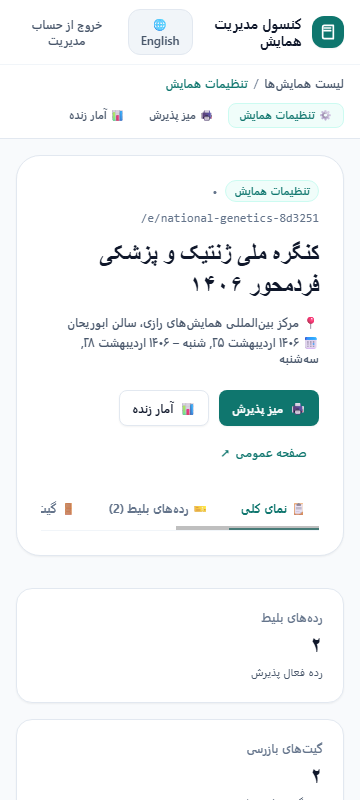 کنسول مدیریت همایش
🌐 English
خروج از حساب مدیریت
لیست همایش‌ها / تنظیمات همایش
⚙️ تنظیمات همایش
🖨️ میز پذیرش
📊 آمار زنده
تنظیمات همایش •
/e/national-genetics-8d3251
کنگره ملی ژنتیک و پزشکی
فردمحور ۱۴۰۶
📍 مرکز بین‌المللی همایش‌های رازی، سالن ابوریحان
📅 ۱۴۰۶ اردیبهشت ۲۵, شنبه – ۱۴۰۶ اردیبهشت ۲۸,
سه‌شنبه
🖨️ میز پذیرش
📊 آمار زنده
صفحه عمومی ↗
📋 نمای کلی
🎫 رده‌های بلیط (2)
🚪 گیت
رده‌های بلیط
۲
رده فعال پذیرش
گیت‌های بازرسی
۲